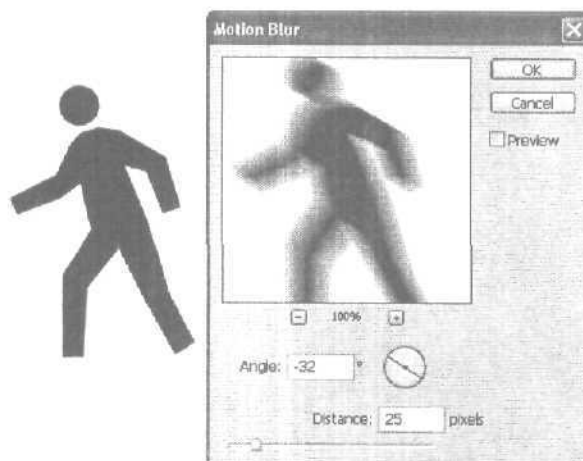 Motion Blur
OK
Cancel
Preview
100%
Angle: -32 °
Distance: 25 pixels